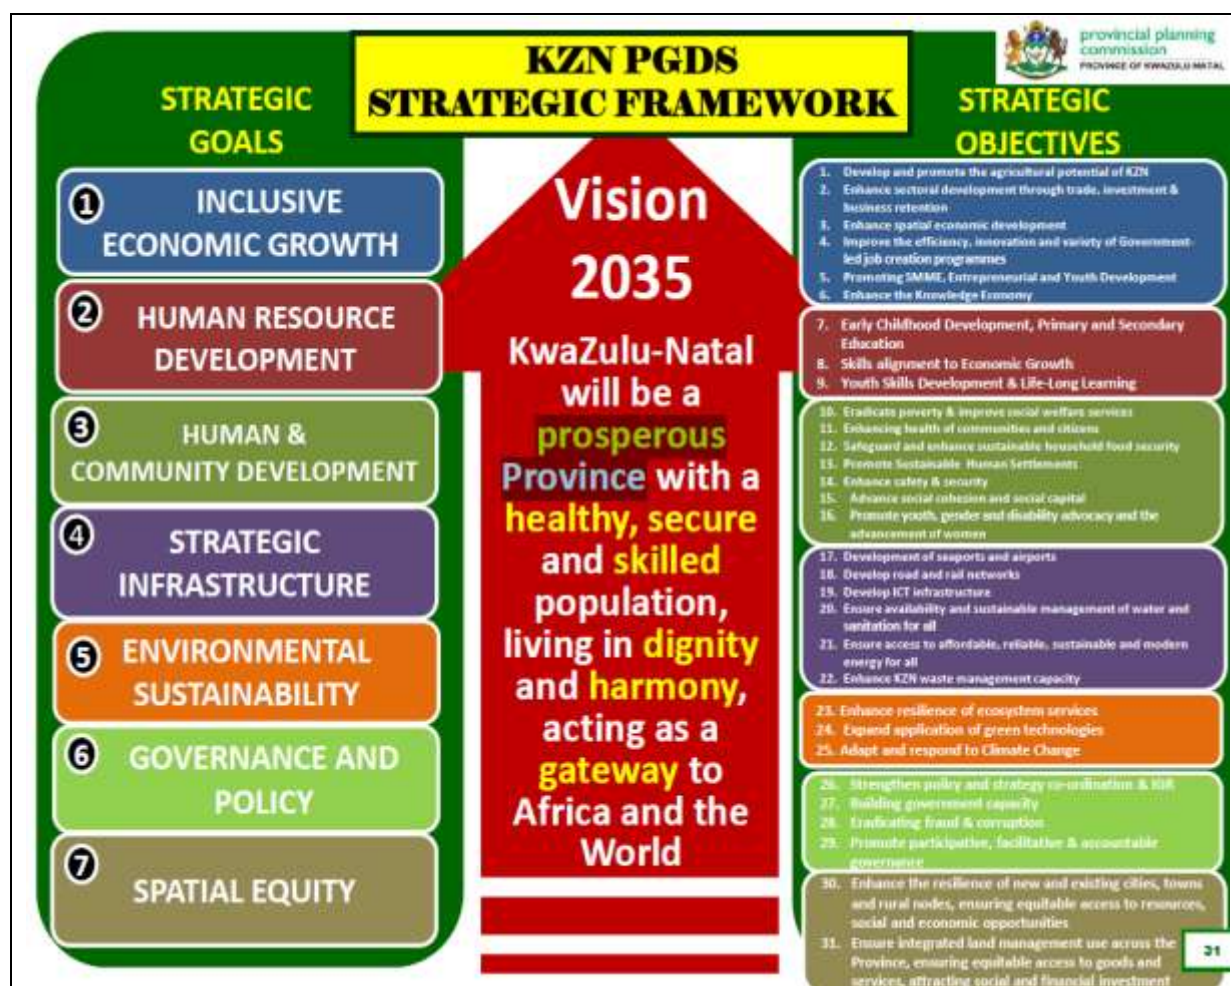 KZN PGDS
STRATEGIC FRAMEWORK
provincial planning
commission
PROVINCE OF KWAZULU-NATAL
STRATEGIC
GOALS
1
INCLUSIVE
ECONOMIC GROWTH
2
HUMAN RESOURCE
DEVELOPMENT
3
HUMAN &
COMMUNITY DEVELOPMENT
4
STRATEGIC
INFRASTRUCTURE
5
ENVIRONMENTAL
SUSTAINABILITY
6
GOVERNANCE AND
POLICY
7
SPATIAL EQUITY
Vision
2035
KwaZulu-Natal
will be a
prosperous
Province with a
healthy, secure
and skilled
population,
living in dignity
and harmony,
acting as a
gateway to
Africa and the
World
STRATEGIC
OBJECTIVES
1. Develop and promote the agricultural potential of KZN
2. Enhance sectoral development through trade, investment &
business retention
3. Enhance spatial economic development
4. Improve the efficiency, innovation and variety of Government-
led job creation programmes
5. Promoting SMME, Entrepreneurial and Youth Development
6. Enhance the Knowledge Economy
7. Early Childhood Development, Primary and Secondary
Education
8. Skills alignment to Economic Growth
9. Youth Skills Development & Life-Long Learning
10. Eradicate poverty & improve social welfare services
11. Enhancing health of communities and citizens
12. Safeguard and enhance sustainable household food security
13. Promote Sustainable Human Settlements
14. Enhance safety & security
15. Advance social cohesion and social capital
16. Promote youth, gender and disability advocacy and the
advancement of women
17. Development of seaports and airports
18. Develop road and rail networks
19. Develop ICT infrastructure
20. Ensure availability and sustainable management of water and
sanitation for all
21. Ensure access to affordable, reliable, sustainable and modern
energy for all
22. Enhance KZN waste management capacity
23. Enhance resilience of ecosystem services
24. Expand application of green technologies
25. Adapt and respond to Climate Change
26. Strengthen policy and strategy co-ordination & IGR
27. Building government capacity
28. Eradicating fraud & corruption
29. Promote participative, facilitative & accountable
governance
30. Enhance the resilience of new and existing cities, towns
and rural nodes, ensuring equitable access to resources,
social and economic opportunities
31. Ensure integrated land management use across the
Province, ensuring equitable access to goods and
services, attracting social and financial investment
31